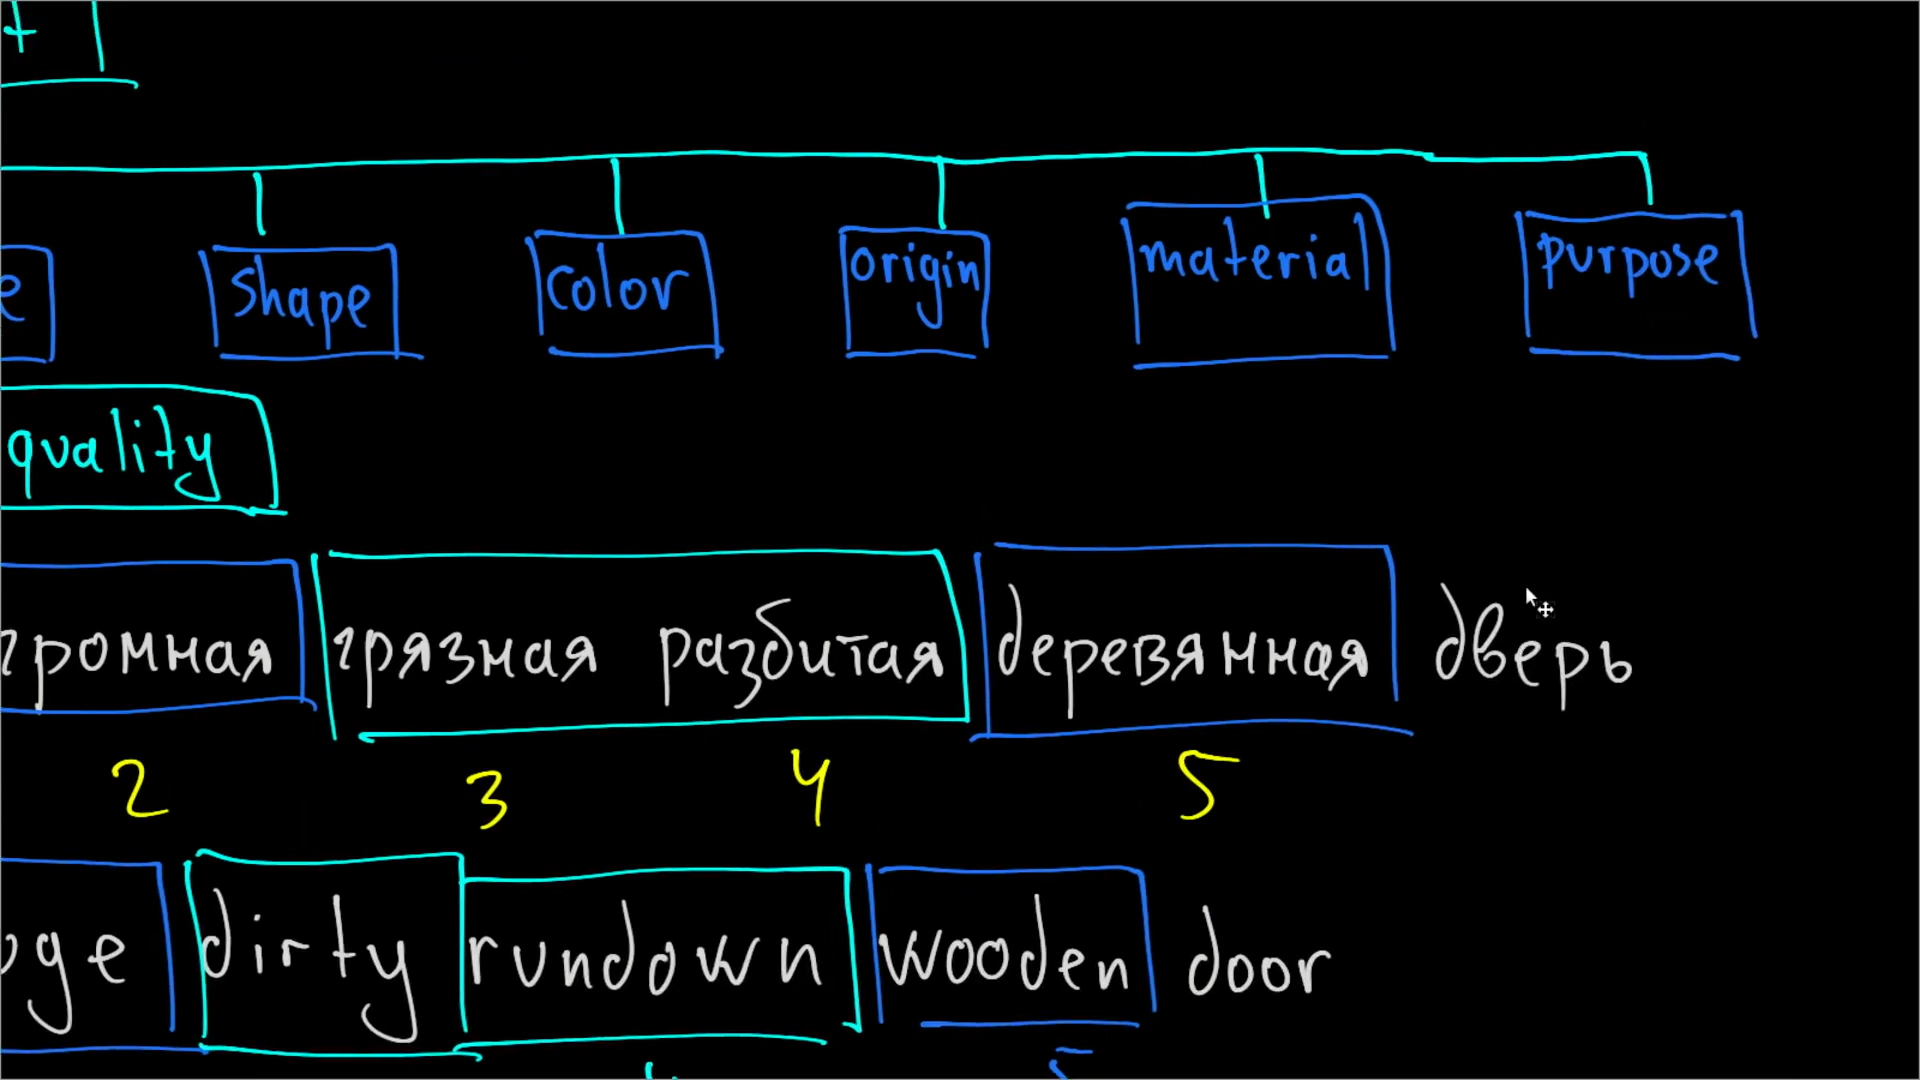 shape color origin material purpose
quality
громная грязная разбитая деревянная дверь
2 3 4 5
dirty rundown wooden door
5